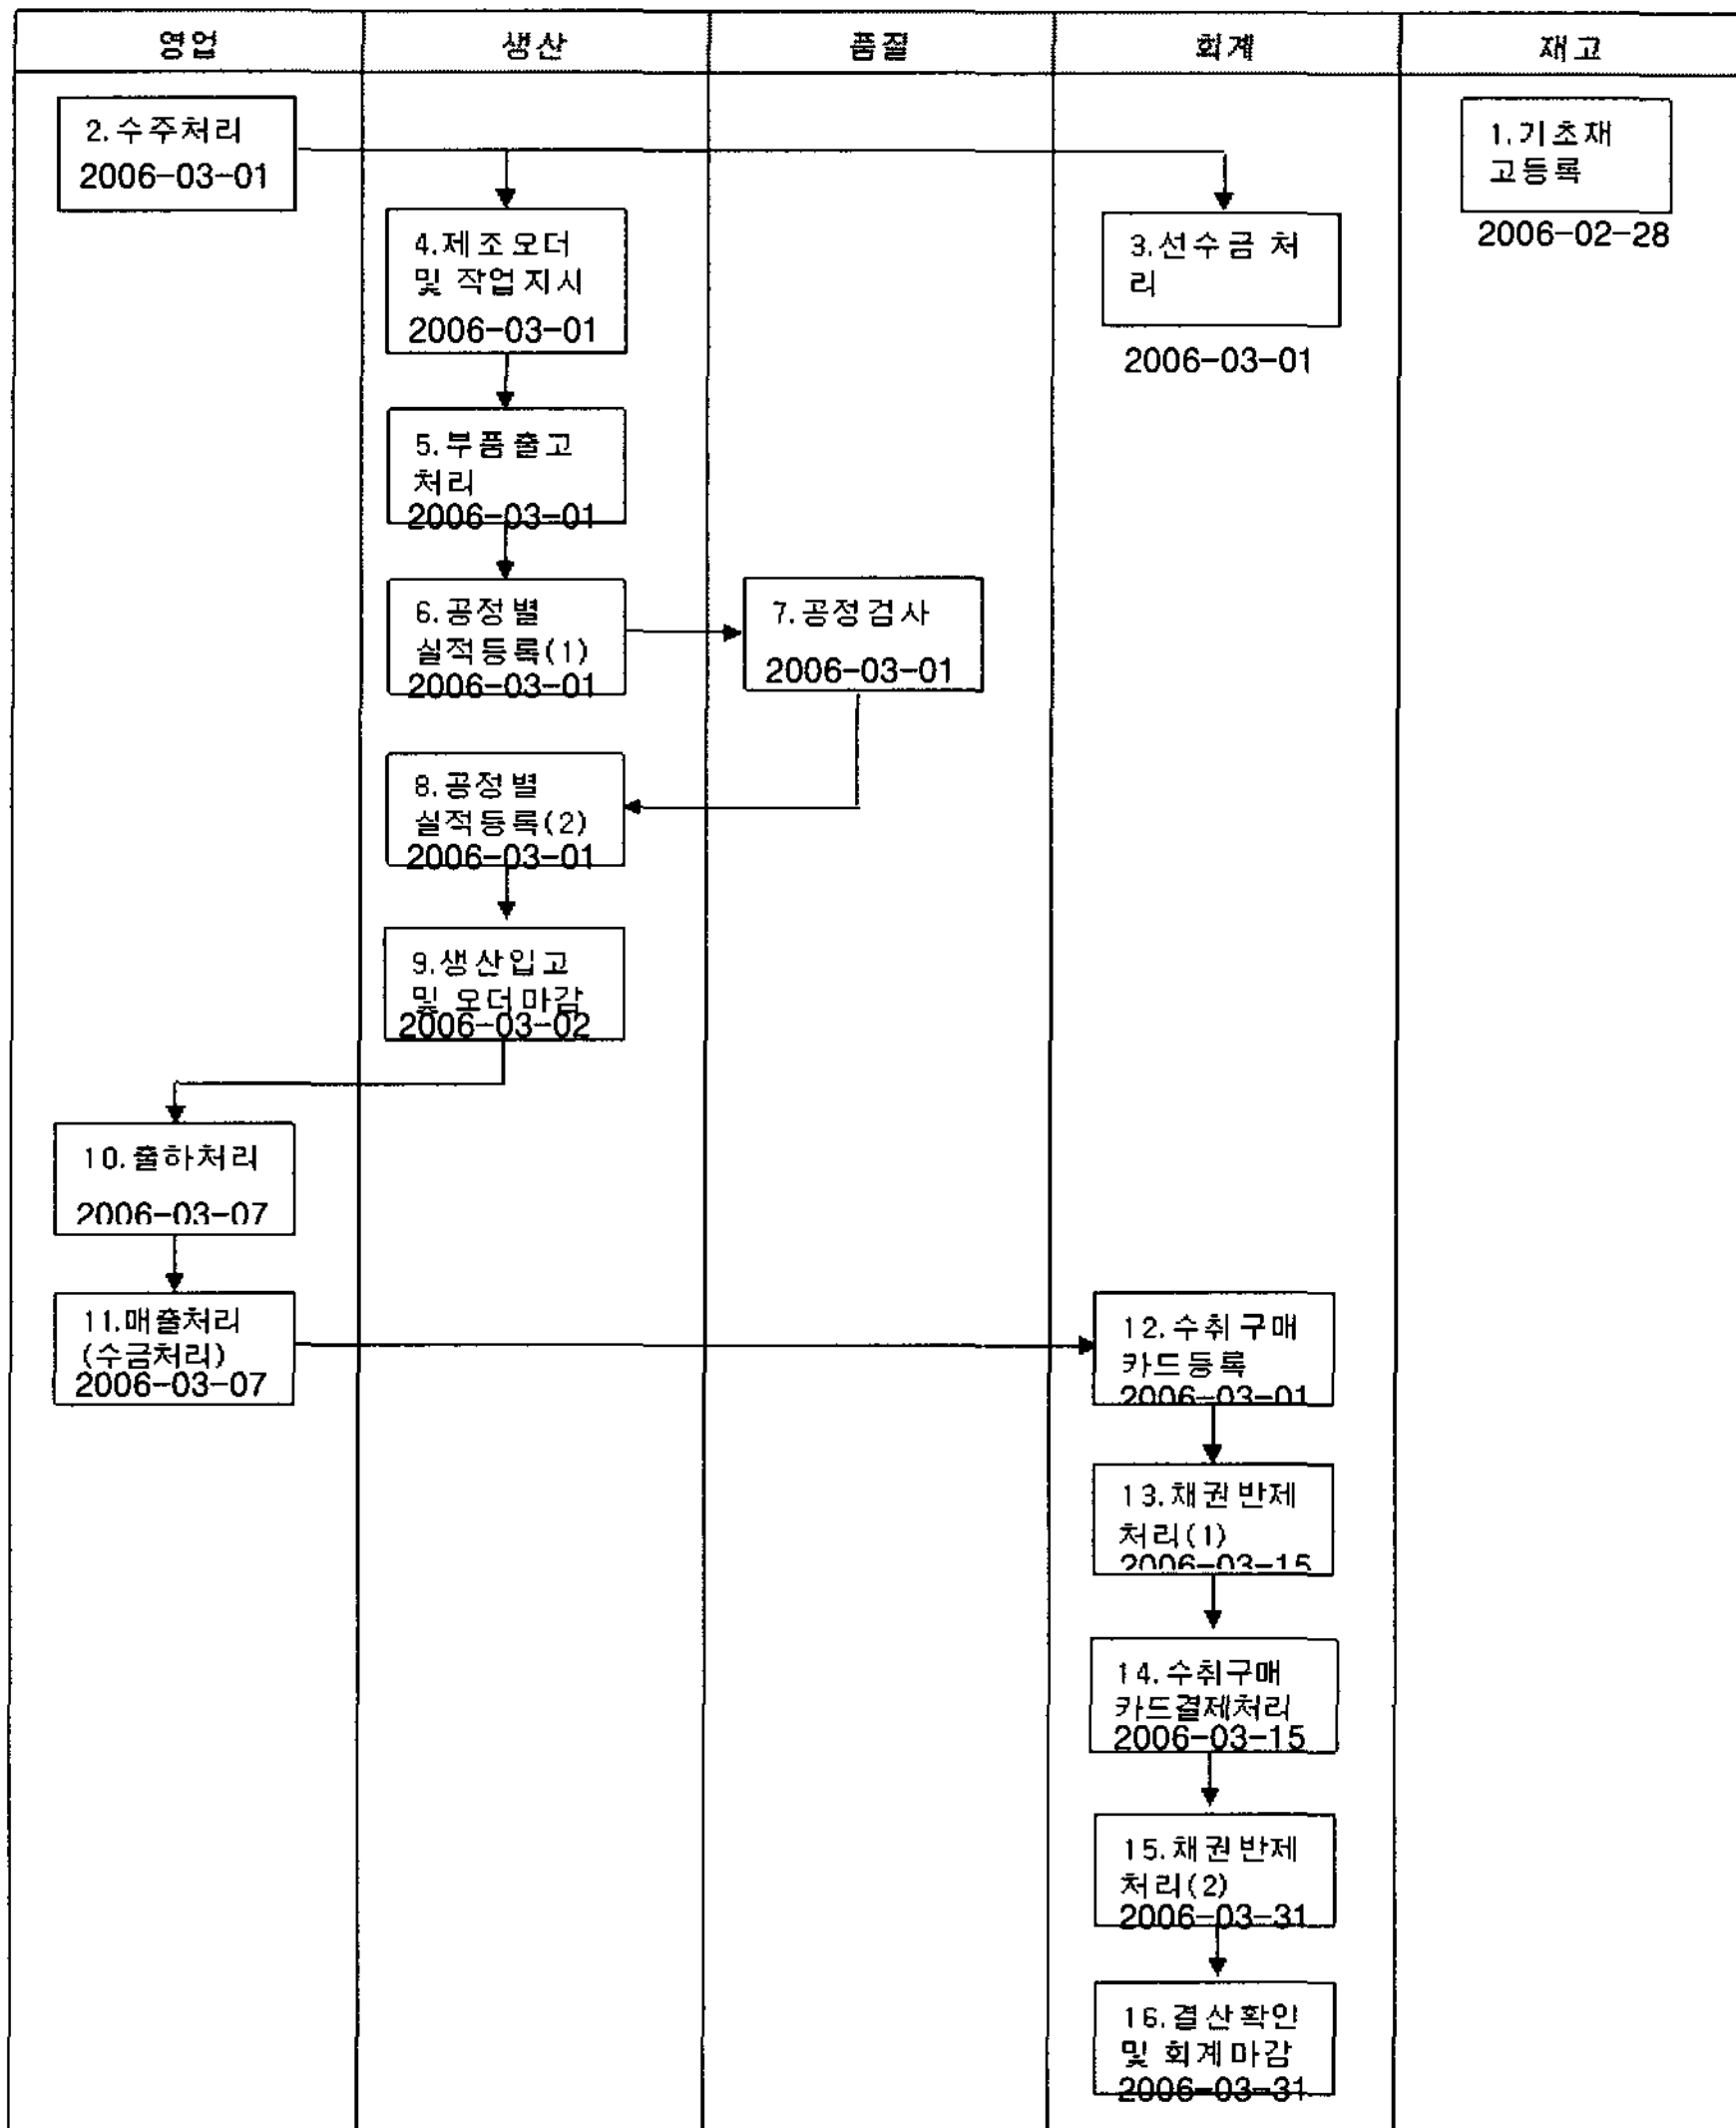 영업
생산
품질
회계
재고
2.수주처리
2006-03-01
1.기초재
고등록
2006-02-28
4.제조오더
및 작업지시
2006-03-01
3.선수금 처
리
2006-03-01
5.부품출고
처리
2006-03-01
6.공정별
실적등록(1)
2006-03-01
7.공정검사
2006-03-01
8.공정별
실적등록(2)
2006-03-01
9.생산입고
및 오더마감
2006-03-02
10.출하처리
2006-03-07
11.매출처리
(수금처리)
2006-03-07
12.수취구매
카드등록
2006-03-01
13.채권반제
처리(1)
2006-03-15
14.수취구매
카드결제처리
2006-03-15
15.채권반제
처리(2)
2006-03-31
16.결산확인
및 회계마감
2006-03-31